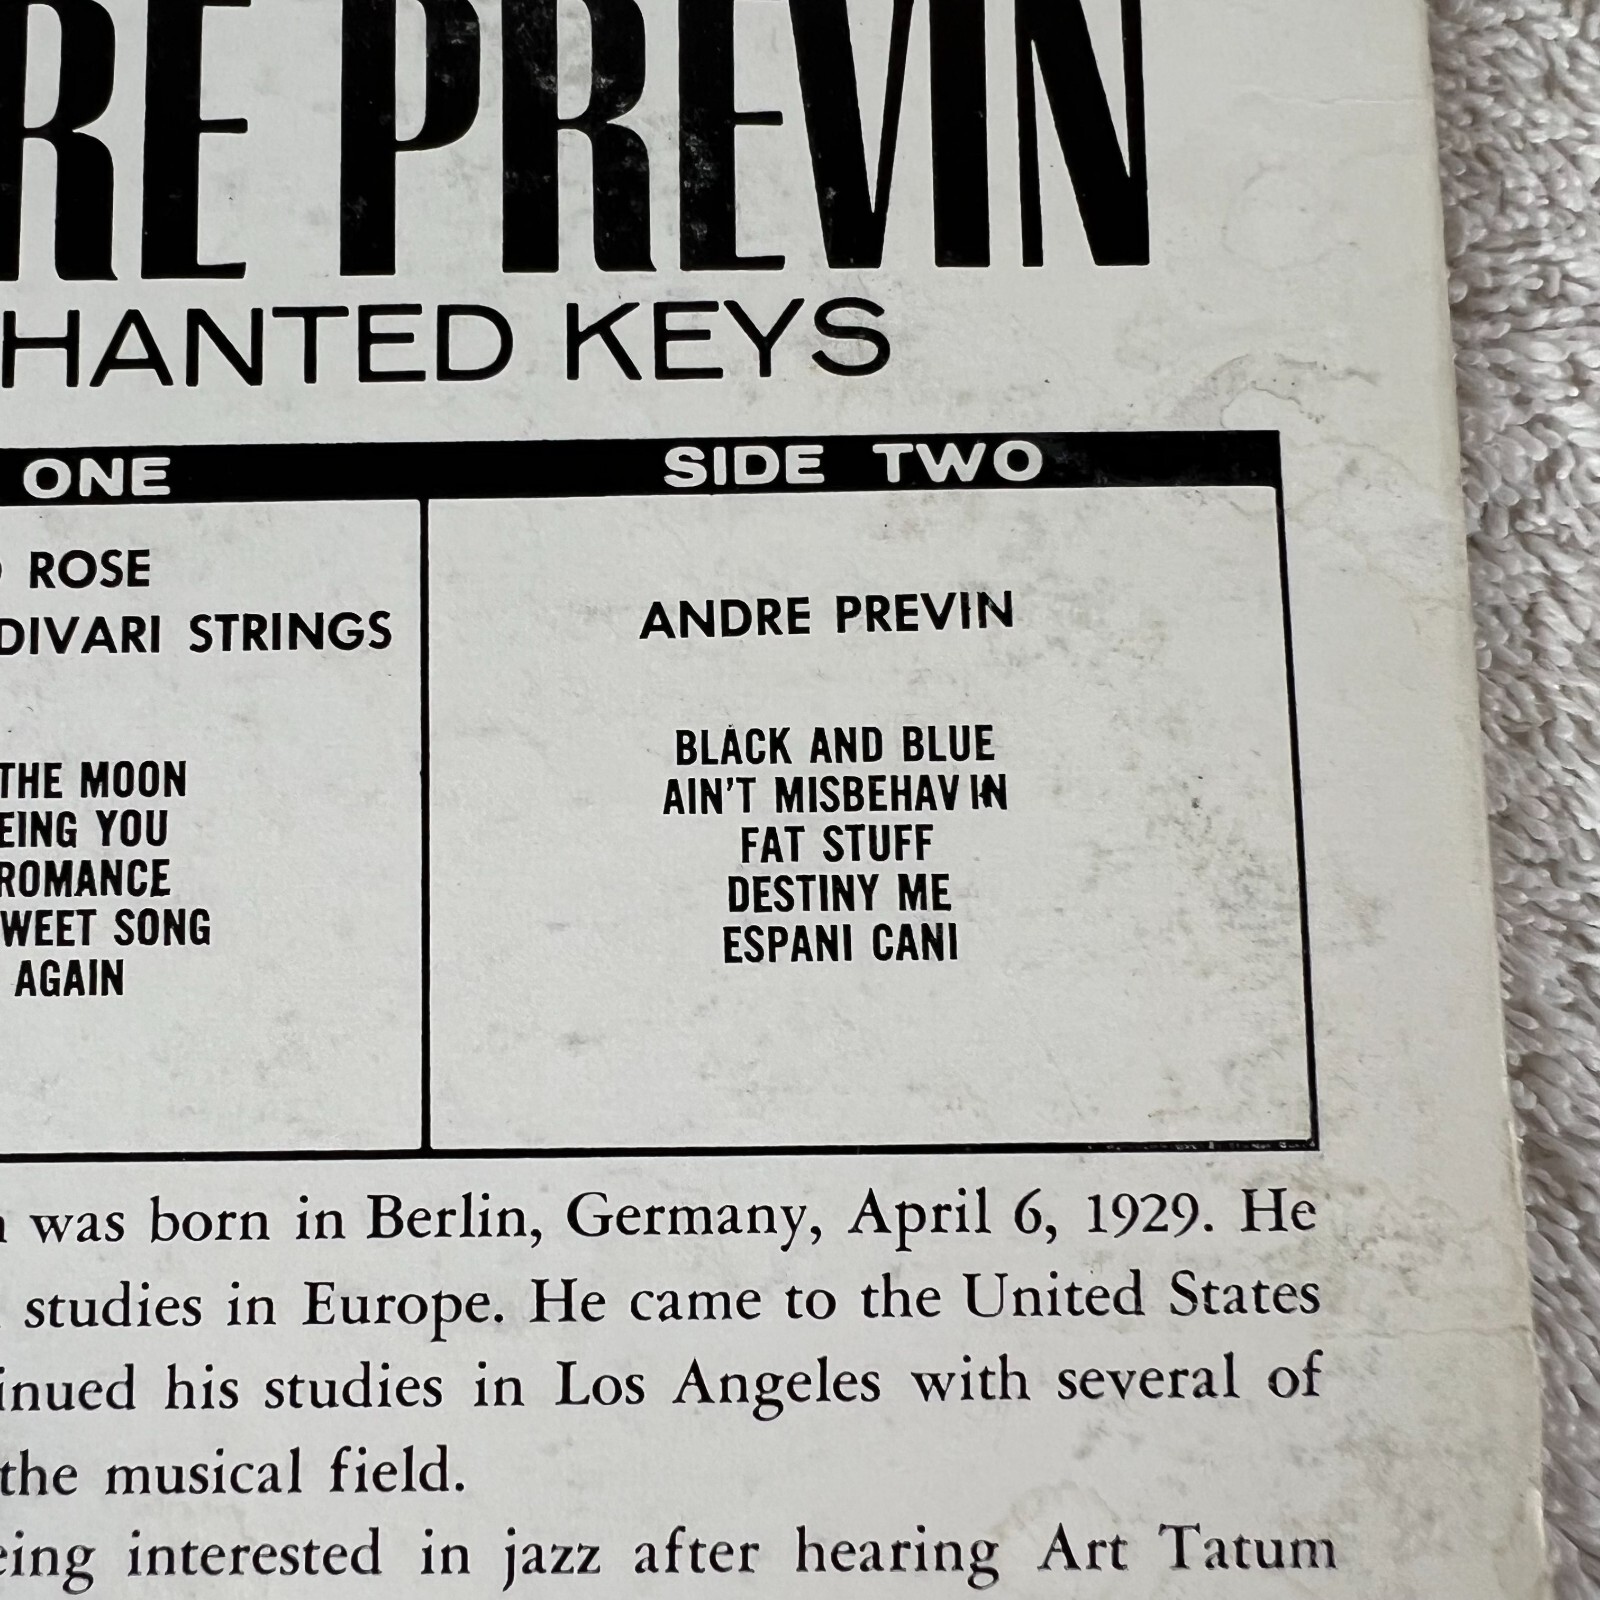 RE PREVIN
HANTED KEYS
ONE
SIDE TWO
ROSE
DIVARI STRINGS
THE MOON
EING YOU
ROMANCE
WEET SONG
AGAIN
ANDRE PREVIN
BLACK AND BLUE
AIN'T MISBEHAVIN
FAT STUFF
DESTINY ME
ESPANI CANI
was born in Berlin, Germany, April 6, 1929. He
studies in Europe. He came to the United States
inued his studies in Los Angeles with several of
the musical field.
eing interested in jazz after hearing Art Tatum